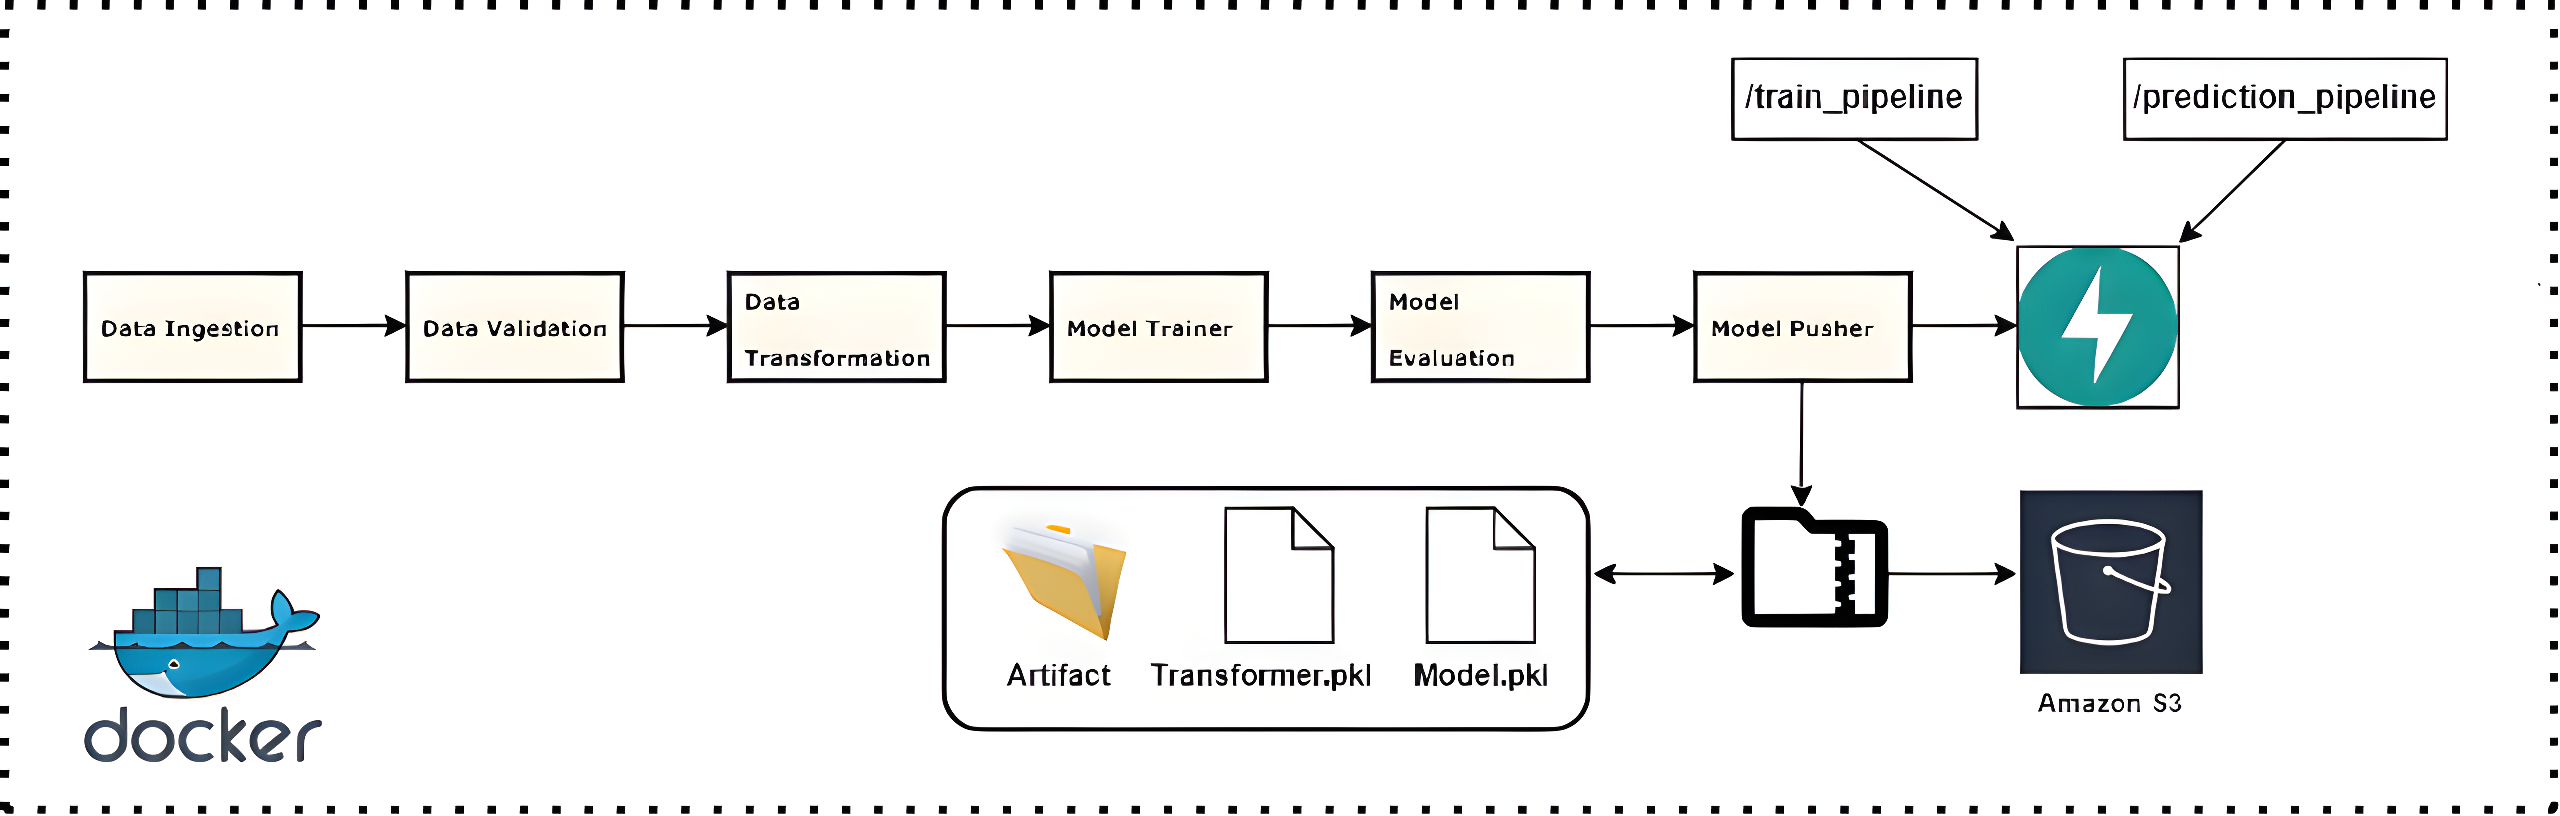 /train_pipeline
/prediction_pipeline
Data Ingestion
Data Validation
Data
Transformation
Model Trainer
Model
Evaluation
Model Pusher
Artifact
Transformer.pkl
Model.pkl
Amazon S3
docker